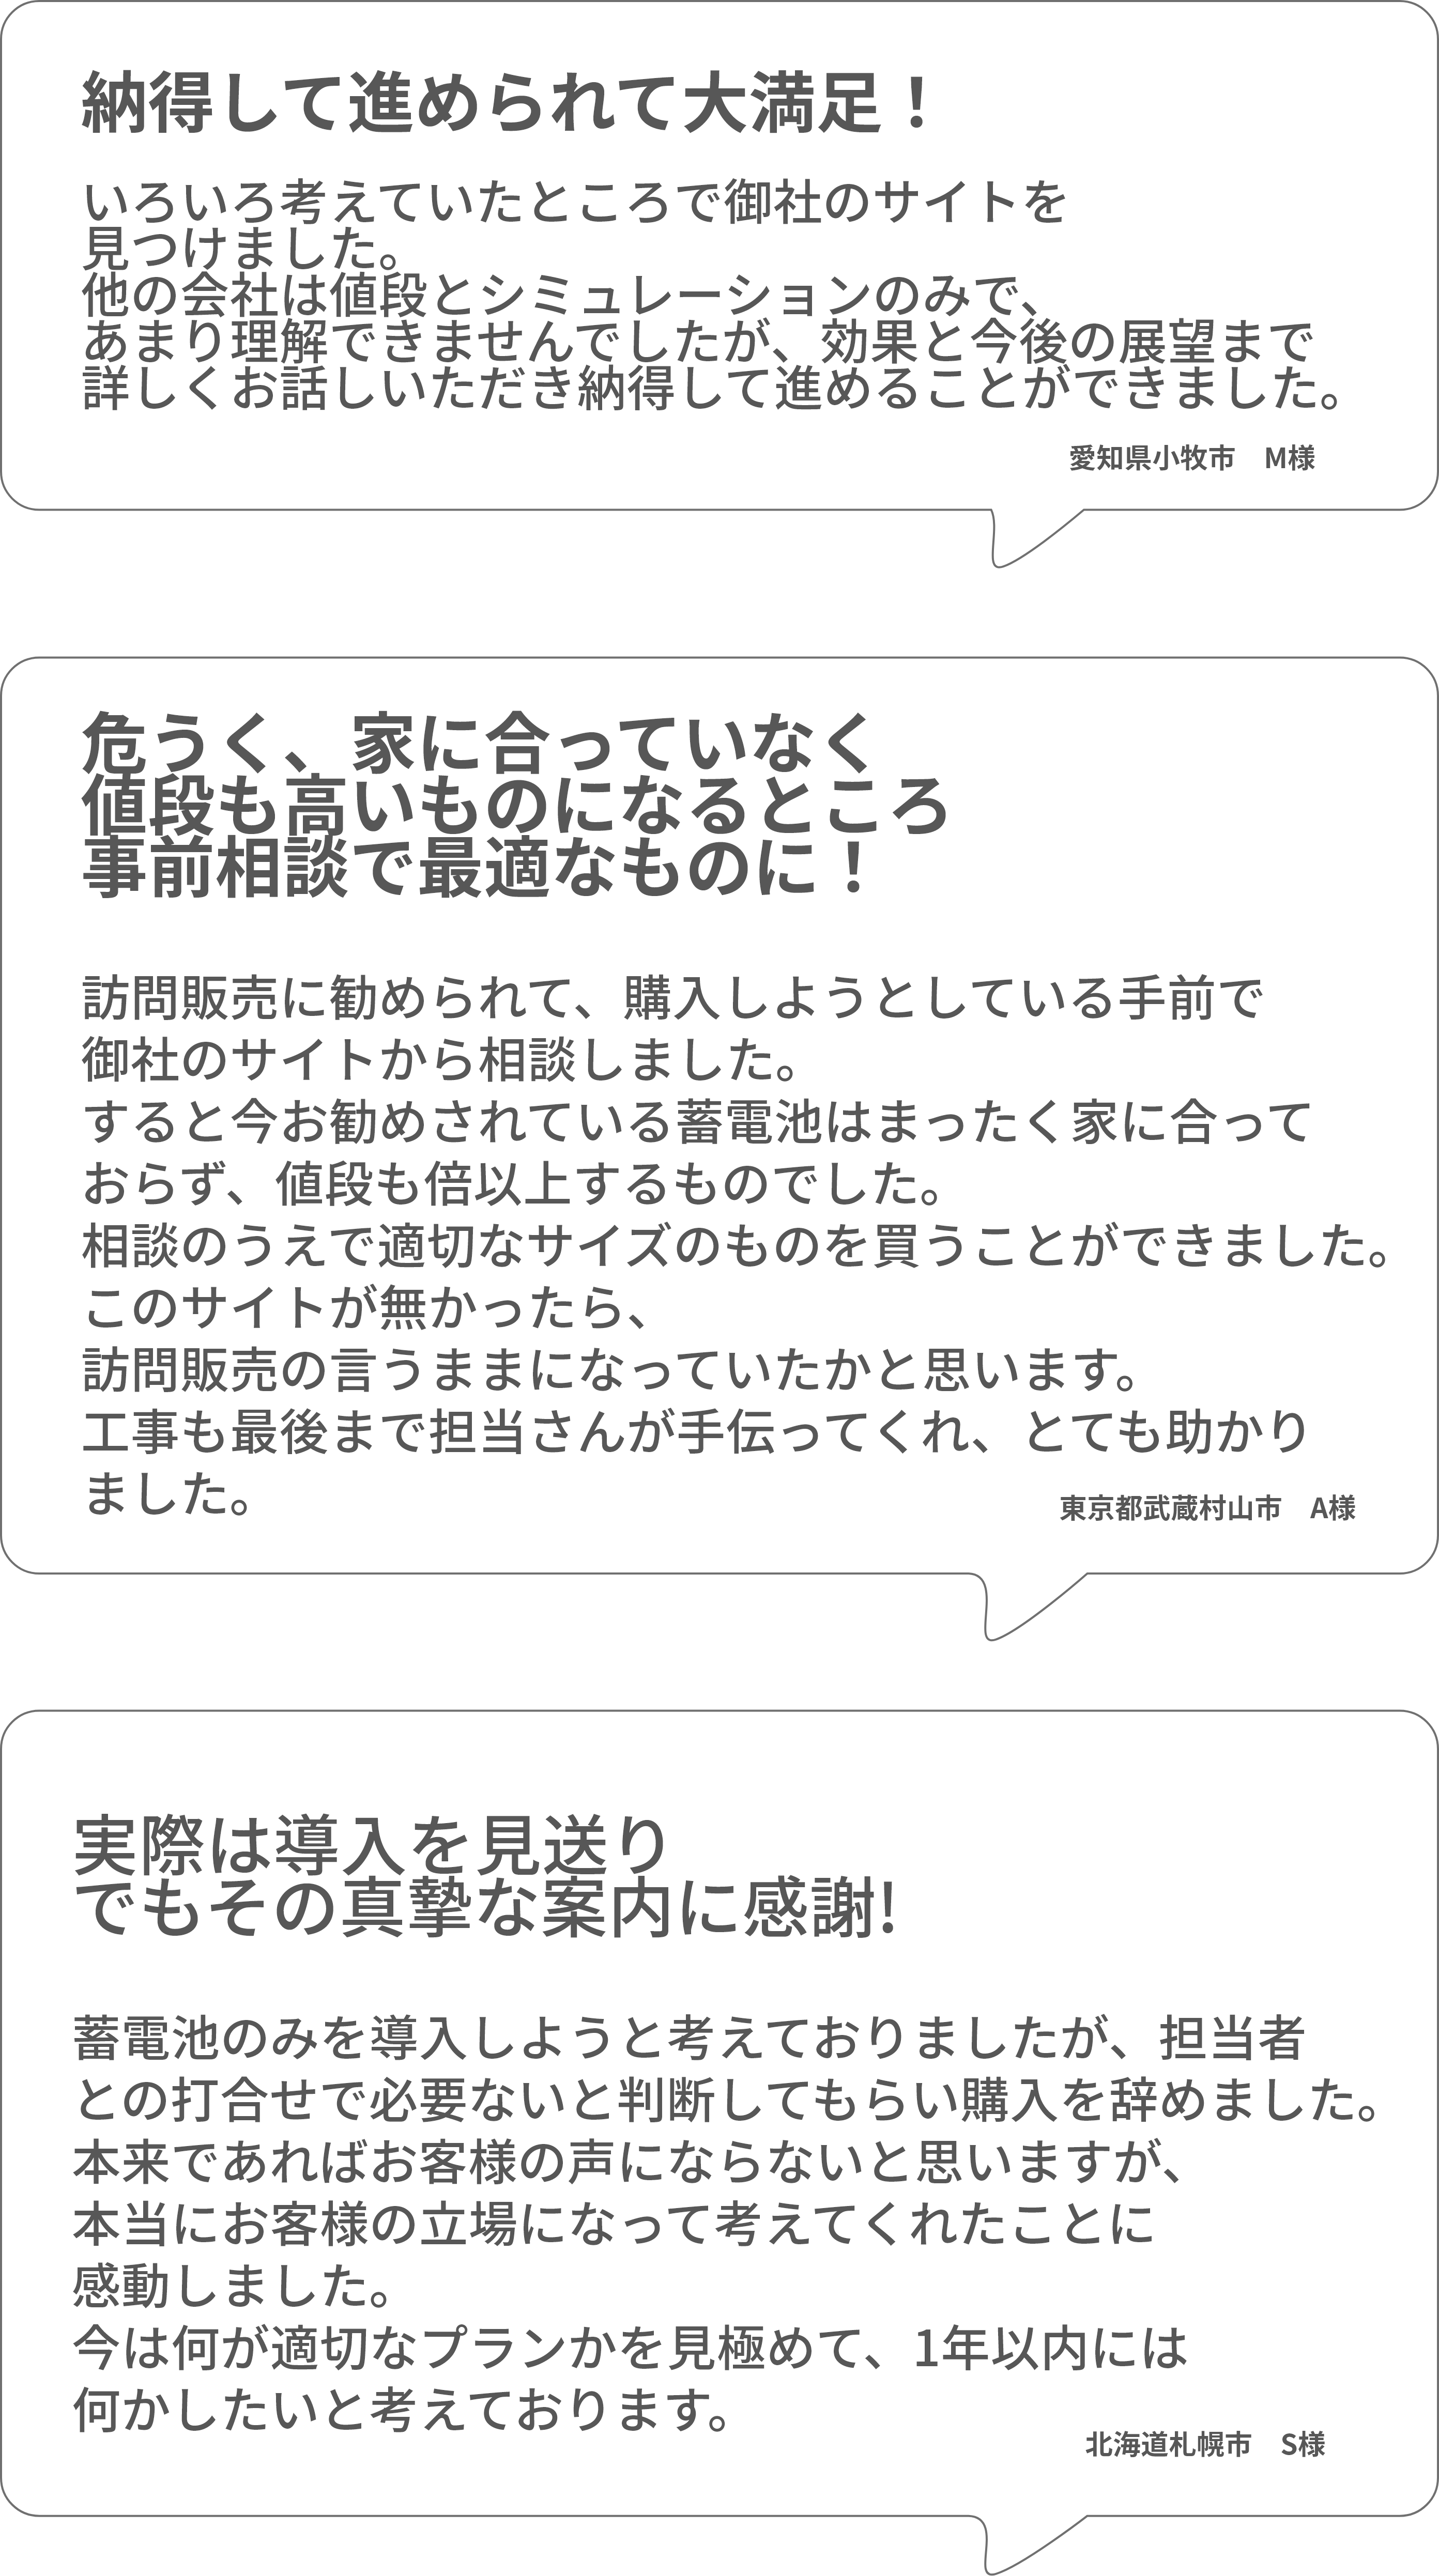 納得して進められて大満足！
いろいろ考えていたところで御社のサイトを
見つけました。
他の会社は値段とシミュレーションのみで、
あまり理解できませんでしたが、効果と今後の展望まで
詳しくお話しいただき納得して進めることができました。
愛知県小牧市　M様
危うく、家に合っていなく
値段も高いものになるところ
事前相談で最適なものに！
訪問販売に勧められて、購入しようとしている手前で
御社のサイトから相談しました。
すると今お勧めされている蓄電池はまったく家に合って
おらず、値段も倍以上するものでした。
相談のうえで適切なサイズのものを買うことができました。
このサイトが無かったら、
訪問販売の言うままになっていたかと思います。
工事も最後まで担当さんが手伝ってくれ、とても助かり
ました。
東京都武蔵村山市　A様
実際は導入を見送り
でもその真摯な案内に感謝!
蓄電池のみを導入しようと考えておりましたが、担当者
との打合せで必要ないと判断してもらい購入を辞めました。
本来であればお客様の声にならないと思いますが、
本当にお客様の立場になって考えてくれたことに
感動しました。
今は何が適切なプランかを見極めて、1年以内には
何かしたいと考えております。
北海道札幌市　S様